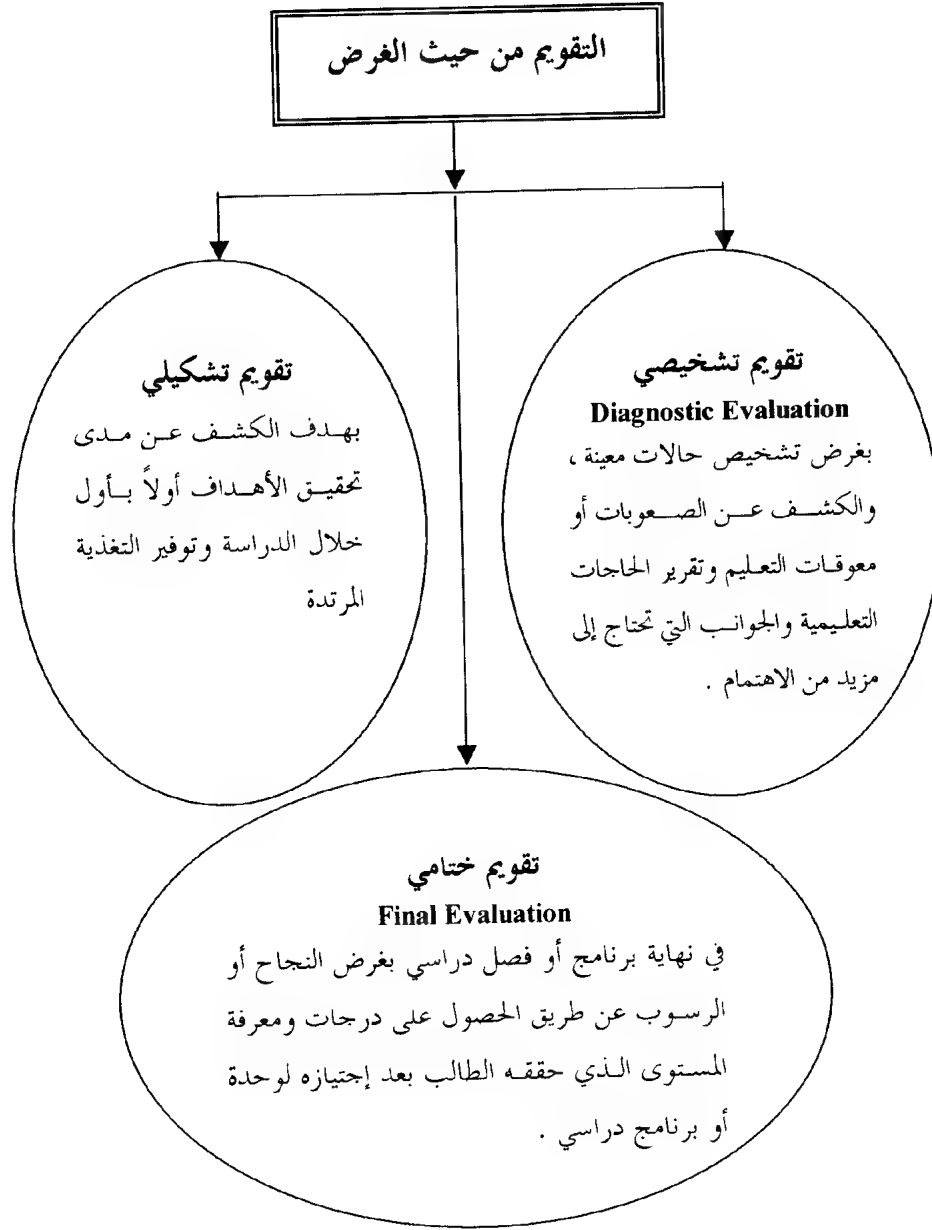 التقويم من حيث الغرض
تقويم تشخيصي
Diagnostic Evaluation
بغرض تشخيص حالات معينة ،
والكشف عن الصعوبات أو
معوقات التعليم وتقرير الحاجات
التعليمية والجوانب التي تحتاج إلى
مزيد من الاهتمام .
تقويم تشكيلي
بهدف الكشف عن مدى
تحقيق الأهداف أولاً بأول
خلال الدراسة وتوفير التغذية
المرتدة
تقويم ختامي
Final Evaluation
في نهاية برنامج أو فصل دراسي بغرض النجاح أو
الرسوب عن طريق الحصول على درجات ومعرفة
المستوى الذي حققه الطالب بعد إجتيازه لوحدة
أو برنامج دراسي .